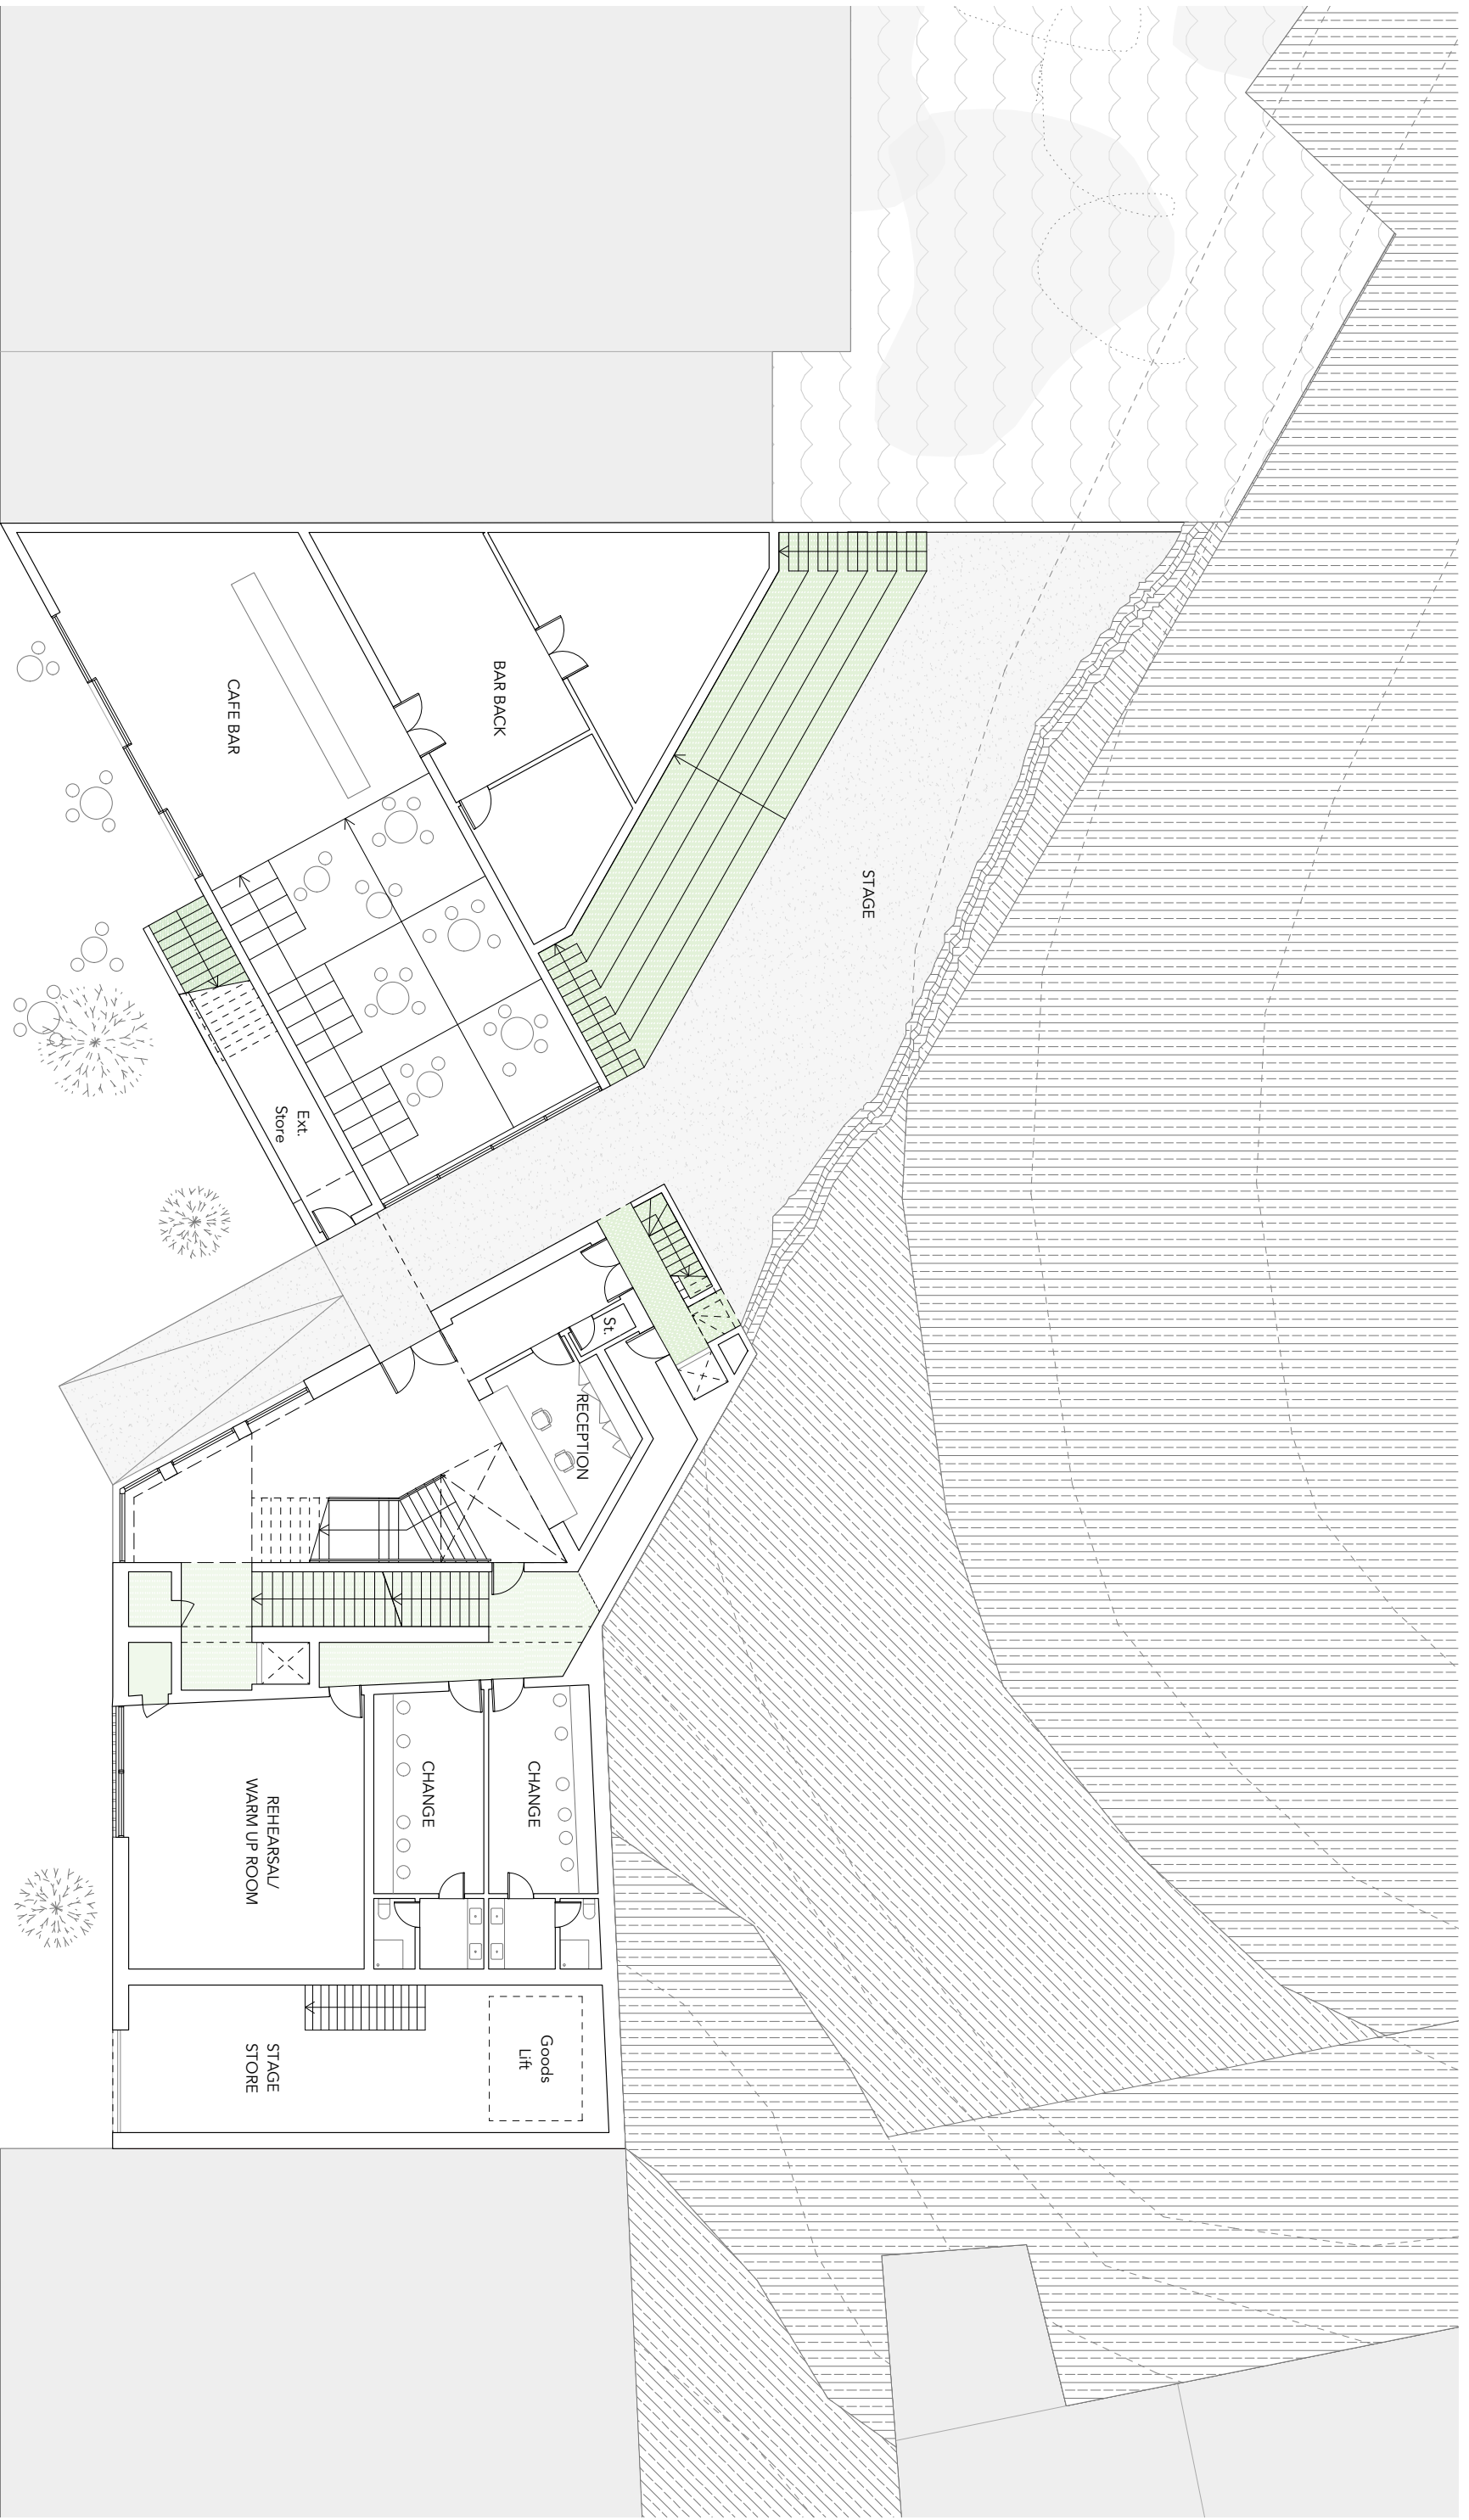 CAFE BAR
BAR BACK
STAGE
Ext.
Store
St.
RECEPTION
CHANGE
CHANGE
REHEARSAL/
WARM UP ROOM
Goods
Lift
STAGE
STORE